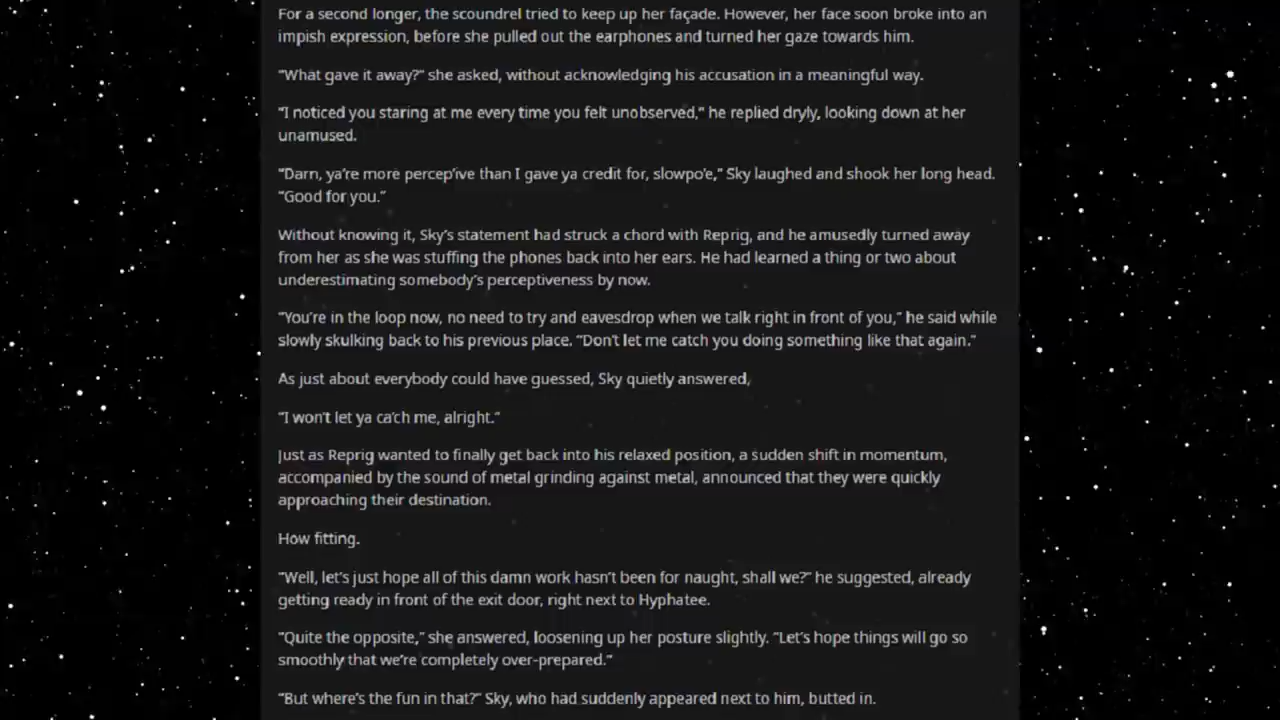 For a second longer, the scoundrel tried to keep up her façade. However, her face soon broke into an
impish expression, before she pulled out the earphones and turned her gaze towards him.
“What gave it away?” she asked, without acknowledging his accusation in a meaningful way.
“I noticed you staring at me every time you felt unobserved,” he replied dryly, looking down at her
unamused.
“Darn, ya’re more percep’ive than I gave ya credit for, slowpo’e,” Sky laughed and shook her long head.
“Good for you.”
Without knowing it, Sky’s statement had struck a chord with Reprig, and he amusedly turned away
from her as she was stuffing the phones back into her ears. He had learned a thing or two about
underestimating somebody’s perceptiveness by now.
“You’re in the loop now, no need to try and eavesdrop when we talk right in front of you,” he said while
slowly skulking back to his previous place. “Don’t let me catch you doing something like that again.”
As just about everybody could have guessed, Sky quietly answered,
“I won’t let ya ca’ch me, alright.”
Just as Reprig wanted to finally get back into his relaxed position, a sudden shift in momentum,
accompanied by the sound of metal grinding against metal, announced that they were quickly
approaching their destination.
How fitting.
“Well, let’s just hope all of this damn work hasn’t been for naught, shall we?” he suggested, already
getting ready in front of the exit door, right next to Hyphatee.
“Quite the opposite,” she answered, loosening up her posture slightly. “Let’s hope things will go so
smoothly that we’re completely over-prepared.”
“But where’s the fun in that?” Sky, who had suddenly appeared next to him, butted in.